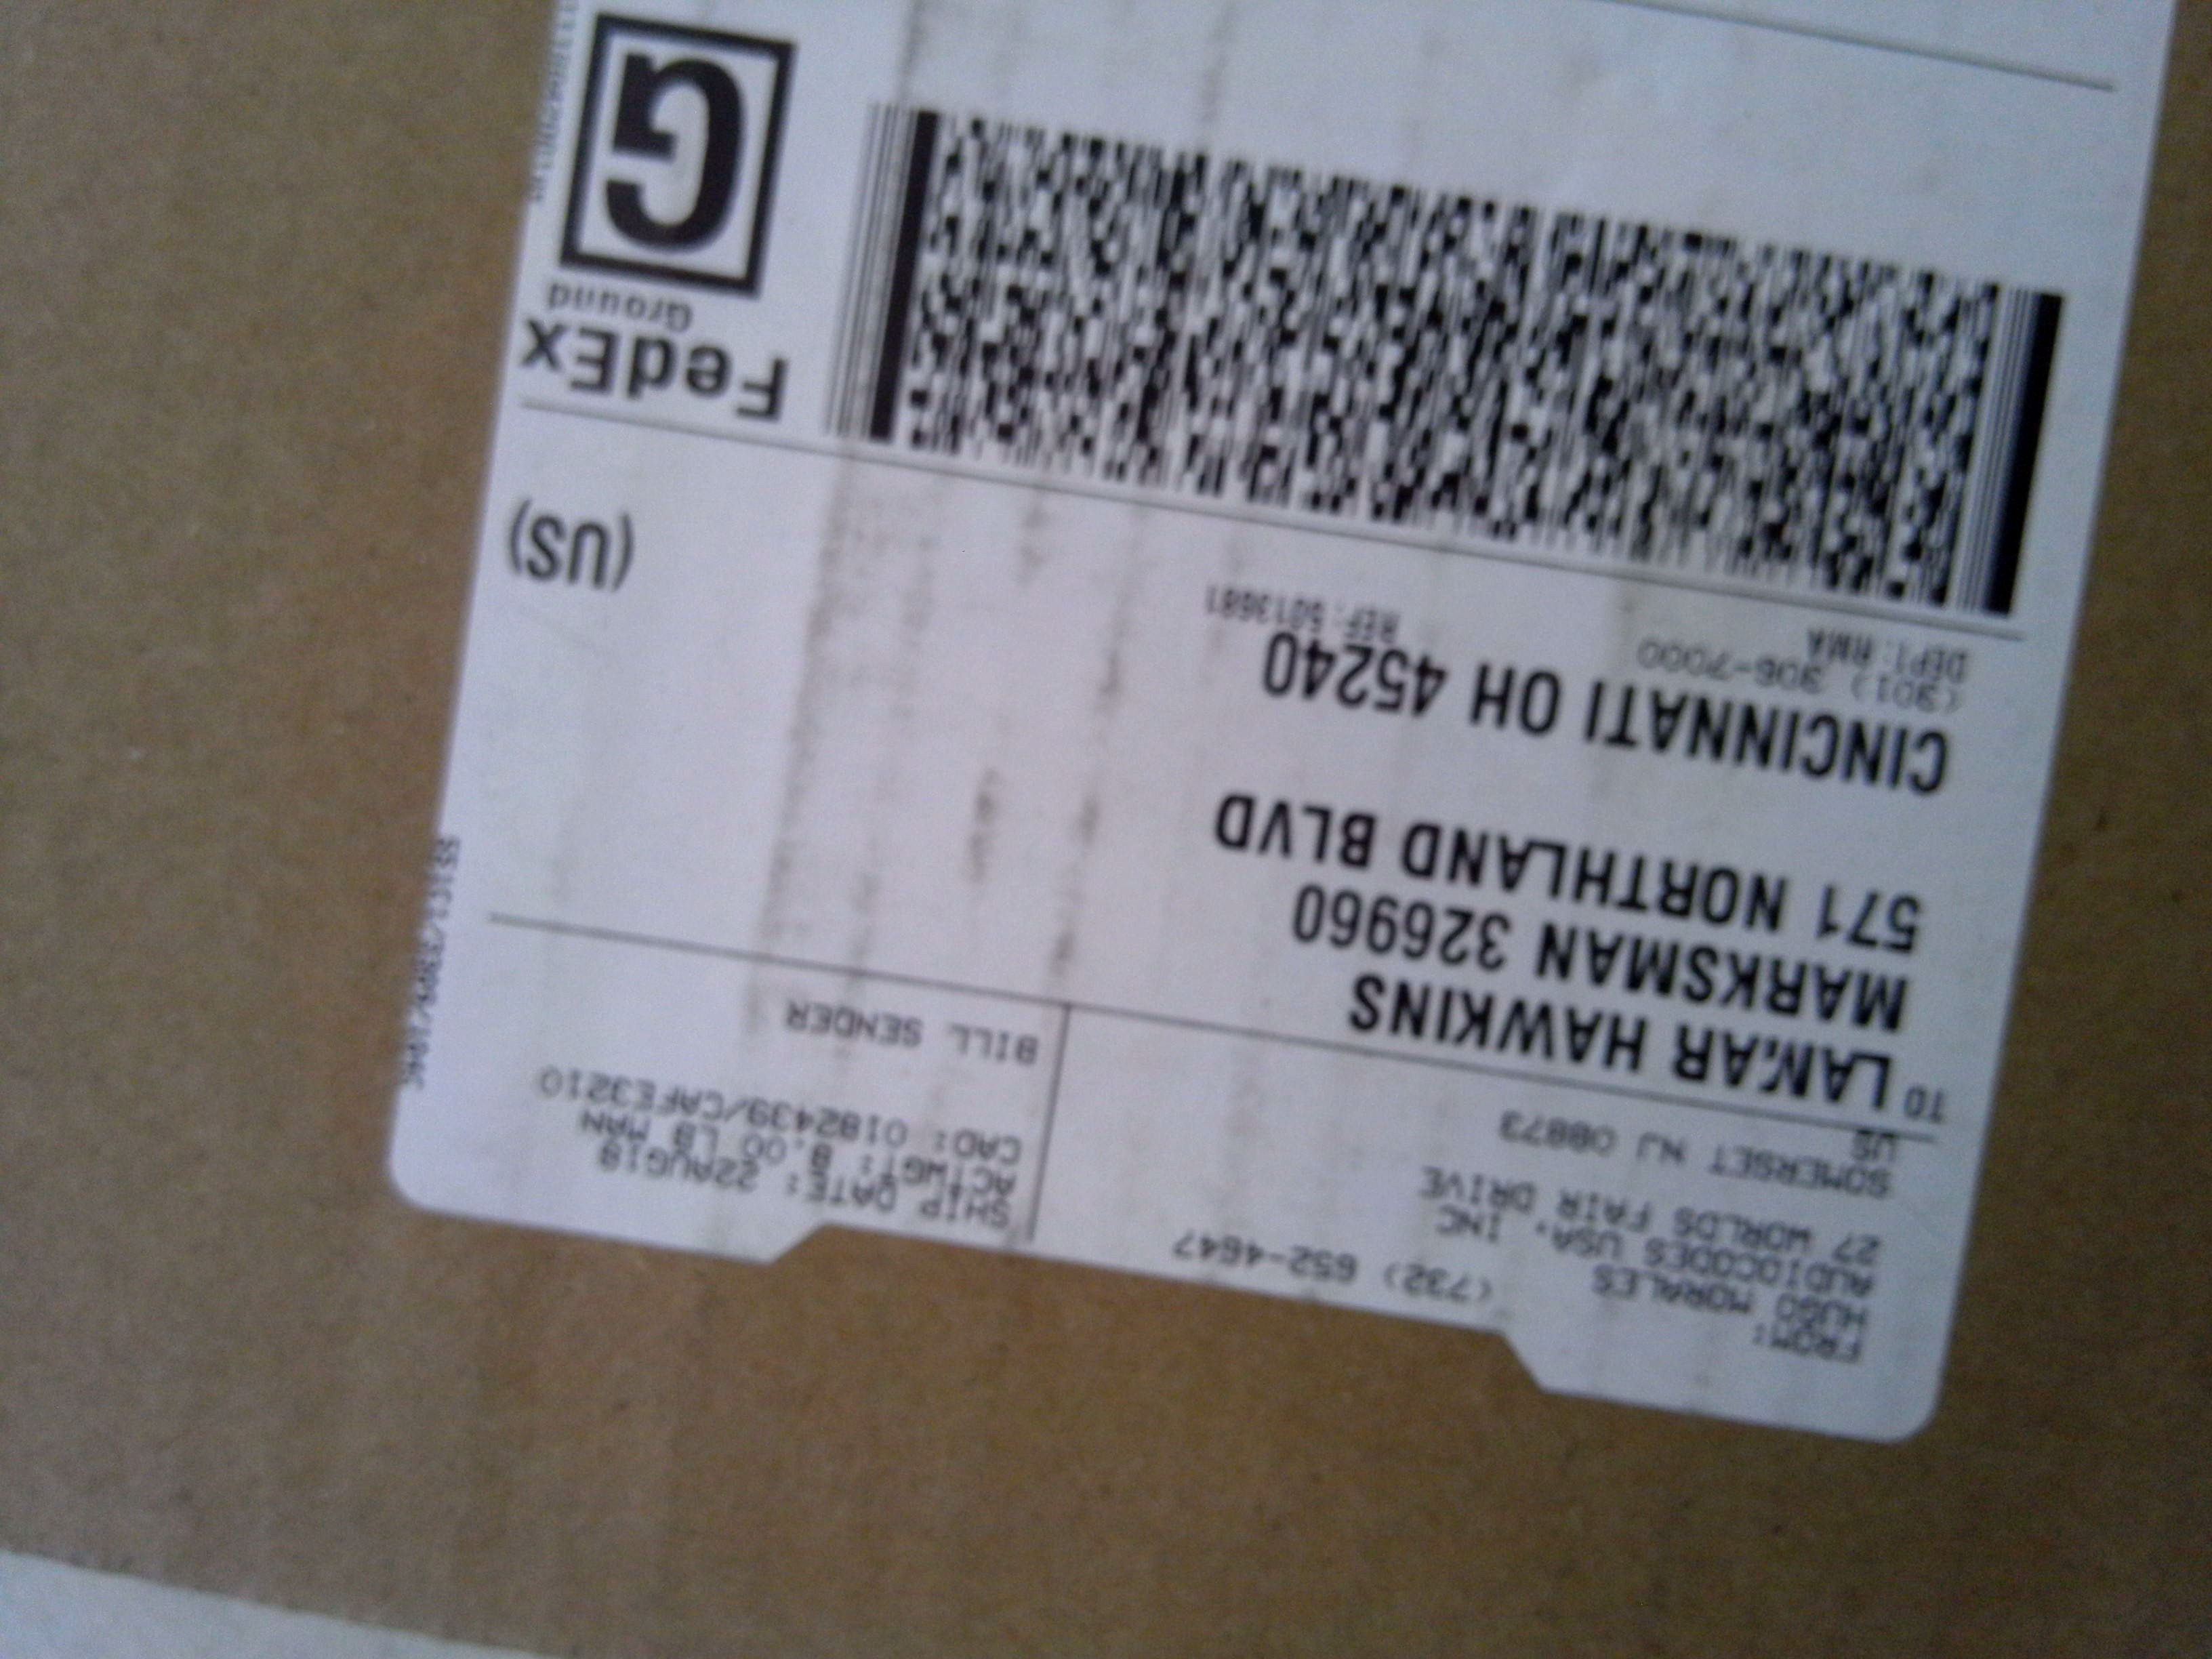 FROM:
HUGO MORALES
AUDIOCODES USA, INC
27 WORLDS FAIR DRIVE
SOMERSET NJ 08873
US
(732) 652-4647
SHIP DATE: 22AUG18
ACTWGT: 8.00 LB MAN
CAD: 0182439/CAFE3210
BILL SENDER
TO LAMAR HAWKINS
MARKSMAN 326960
571 NORTHLAND BLVD
CINCINNATI OH 45240
(301) 306-7000
REF: 5013681
DEPT: RMA
(US)
FedEx
Ground
G